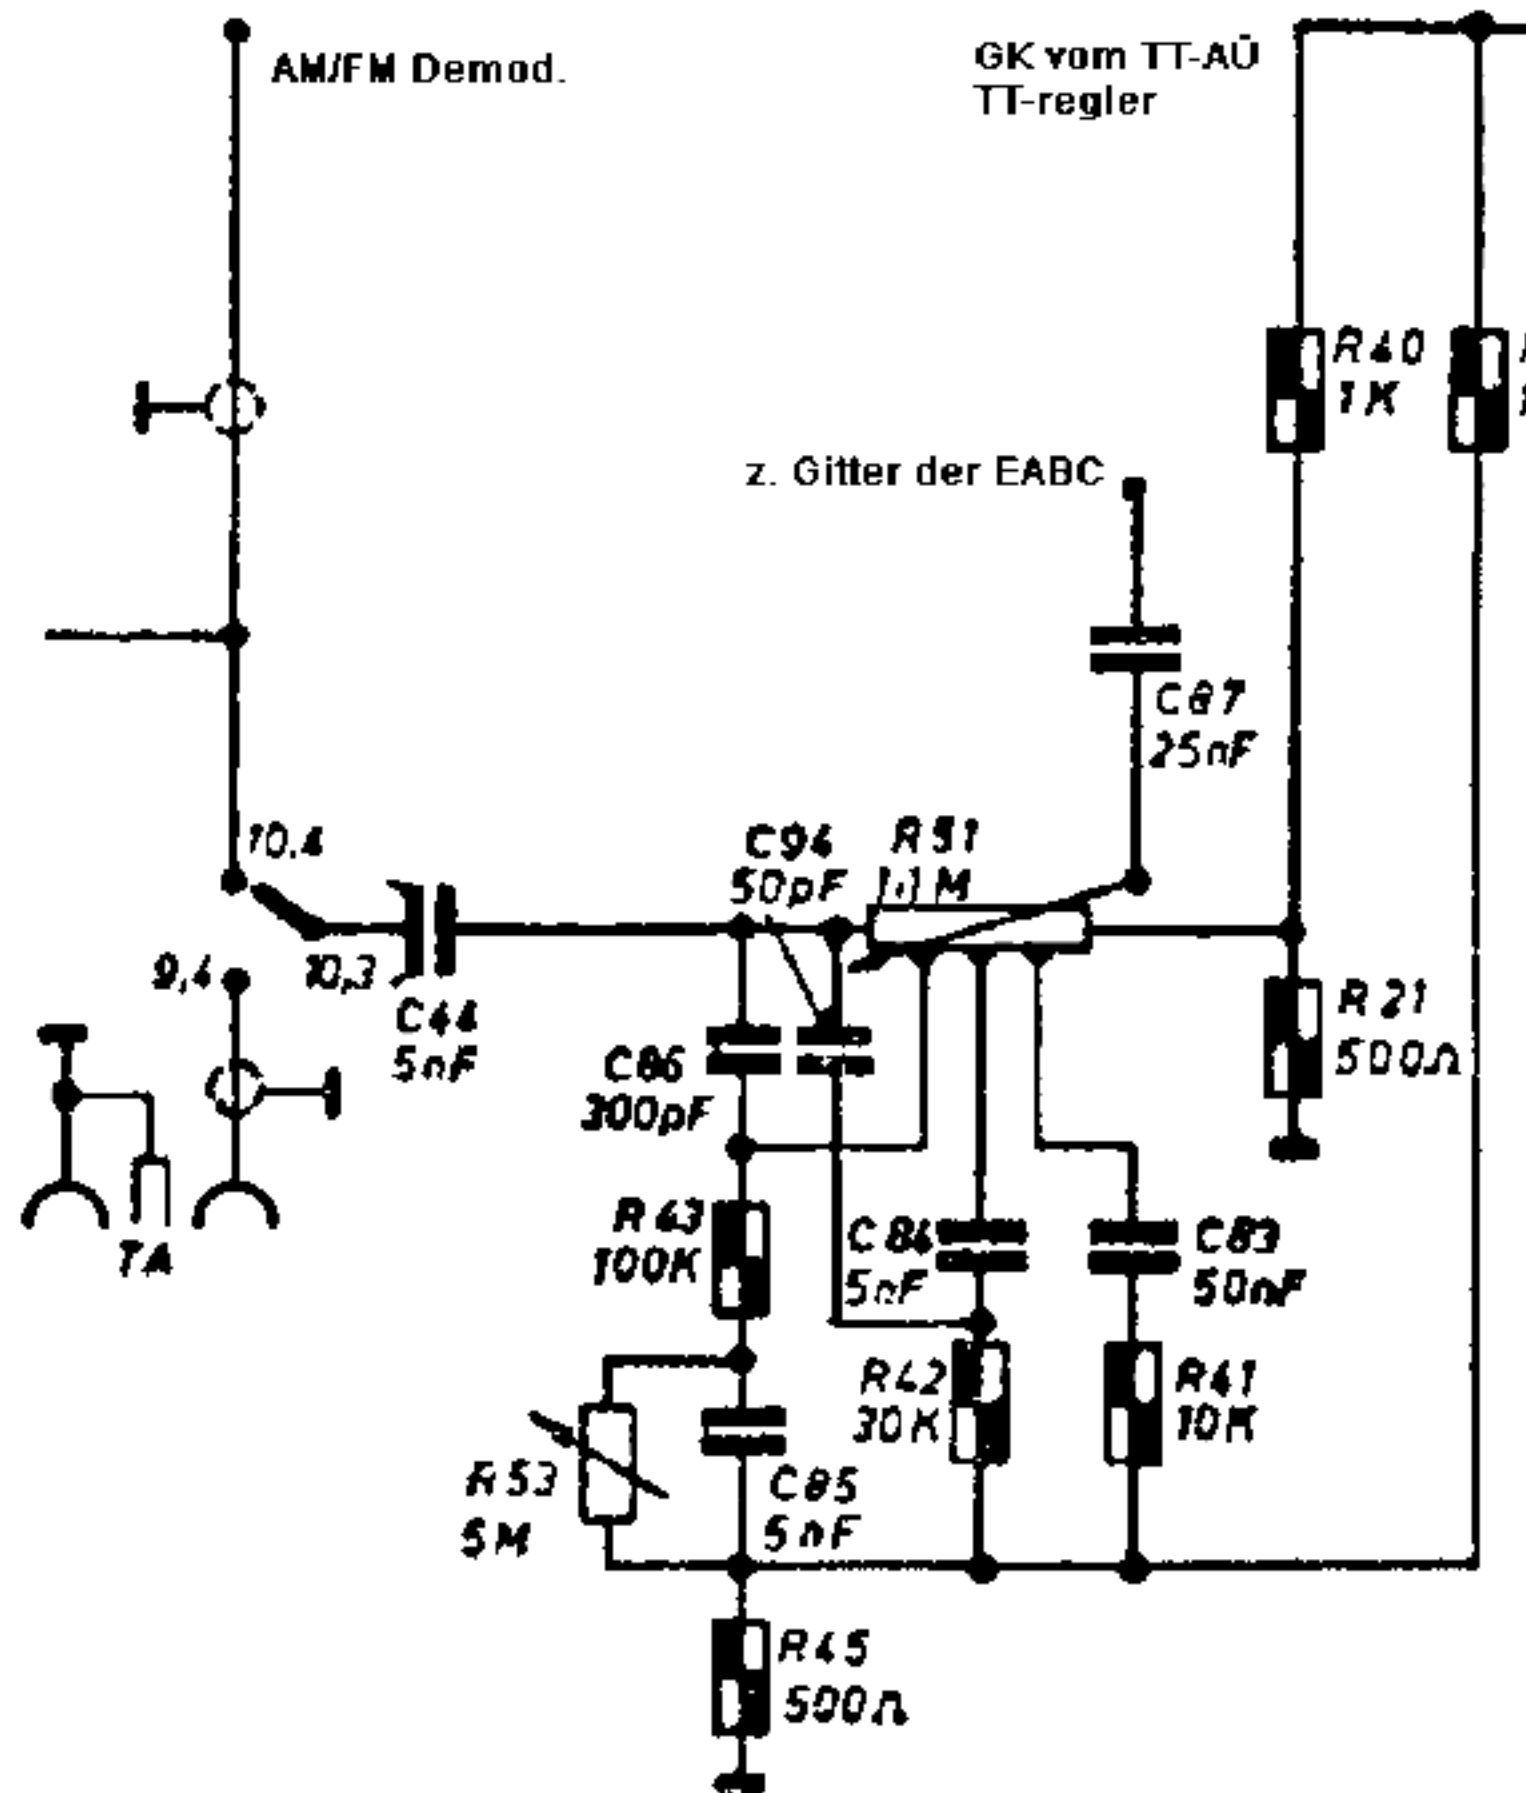 AM/FM Demod.
GK vom TT-AÜ
TT-regler
R40
1K
z. Gitter der EABC
C87
25nF
10.4
C94
50pF
R51
9,4
10,3
C44
5nF
R21
500Ω
C86
300pF
R43
100K
TA
C84
5nF
C83
50nF
R42
30K
R41
10K
R53
5M
C85
5nF
R45
500Ω